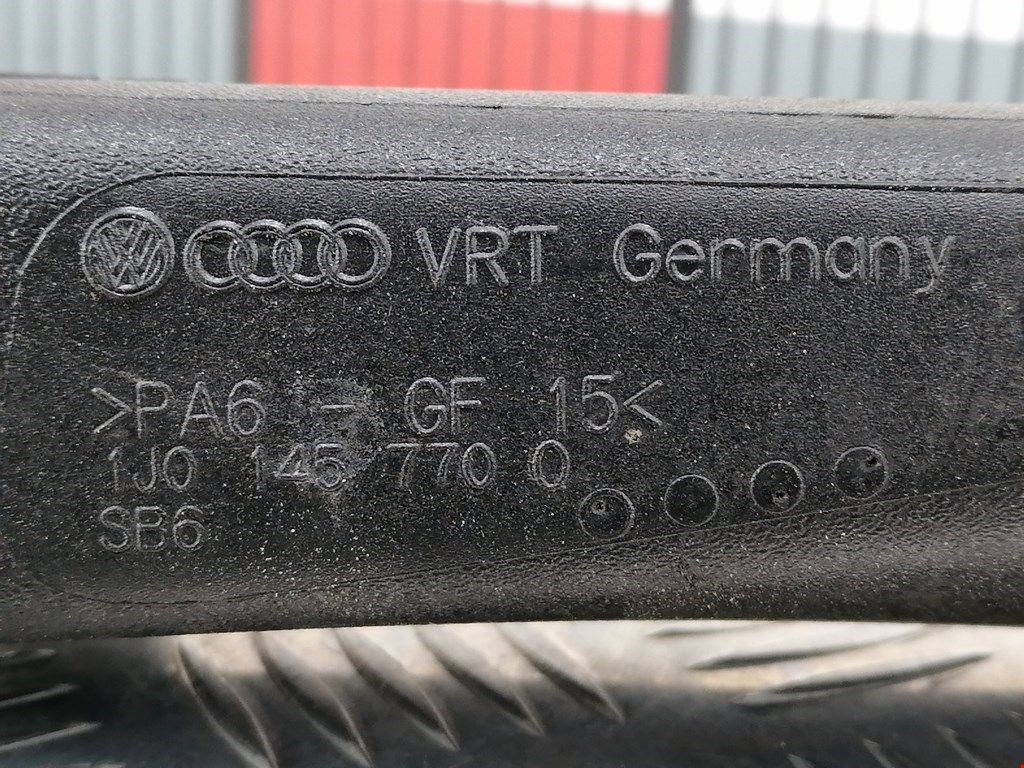 VRT Germany
>PA6 - GF 15<
1J0 145 770 0
SB6